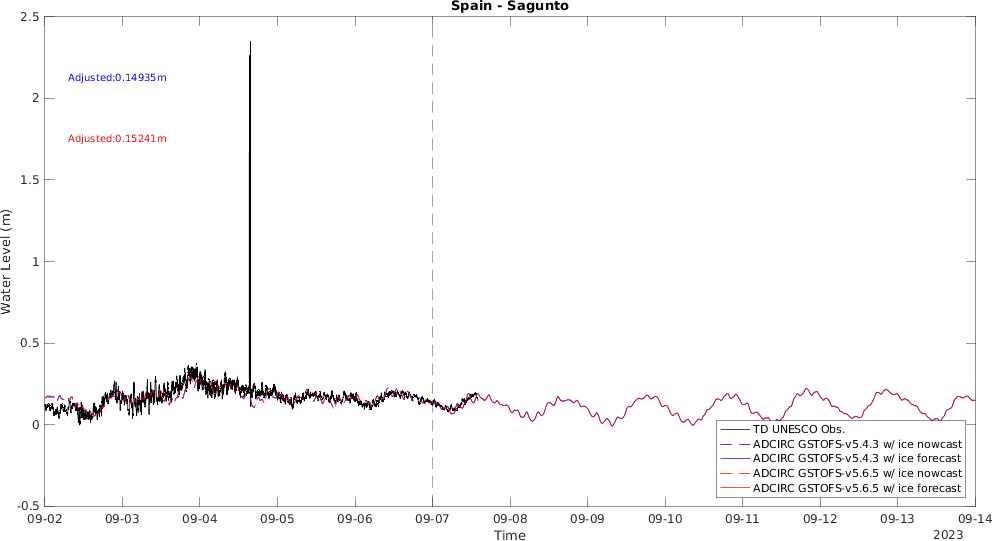 Spain - Sagunto
2.5
2
1.5
1
0.5
0
-0.5
Water Level (m)
Adjusted:0.14935m
Adjusted:0.15241m
TD UNESCO Obs.
ADCIRC GSTOFS-v5.4.3 w/ ice nowcast
ADCIRC GSTOFS-v5.4.3 w/ ice forecast
ADCIRC GSTOFS-v5.6.5 w/ ice nowcast
ADCIRC GSTOFS-v5.6.5 w/ ice forecast
09-02 09-03 09-04 09-05 09-06 09-07 09-08 09-09 09-10 09-11 09-12 09-13 09-14
Time
2023